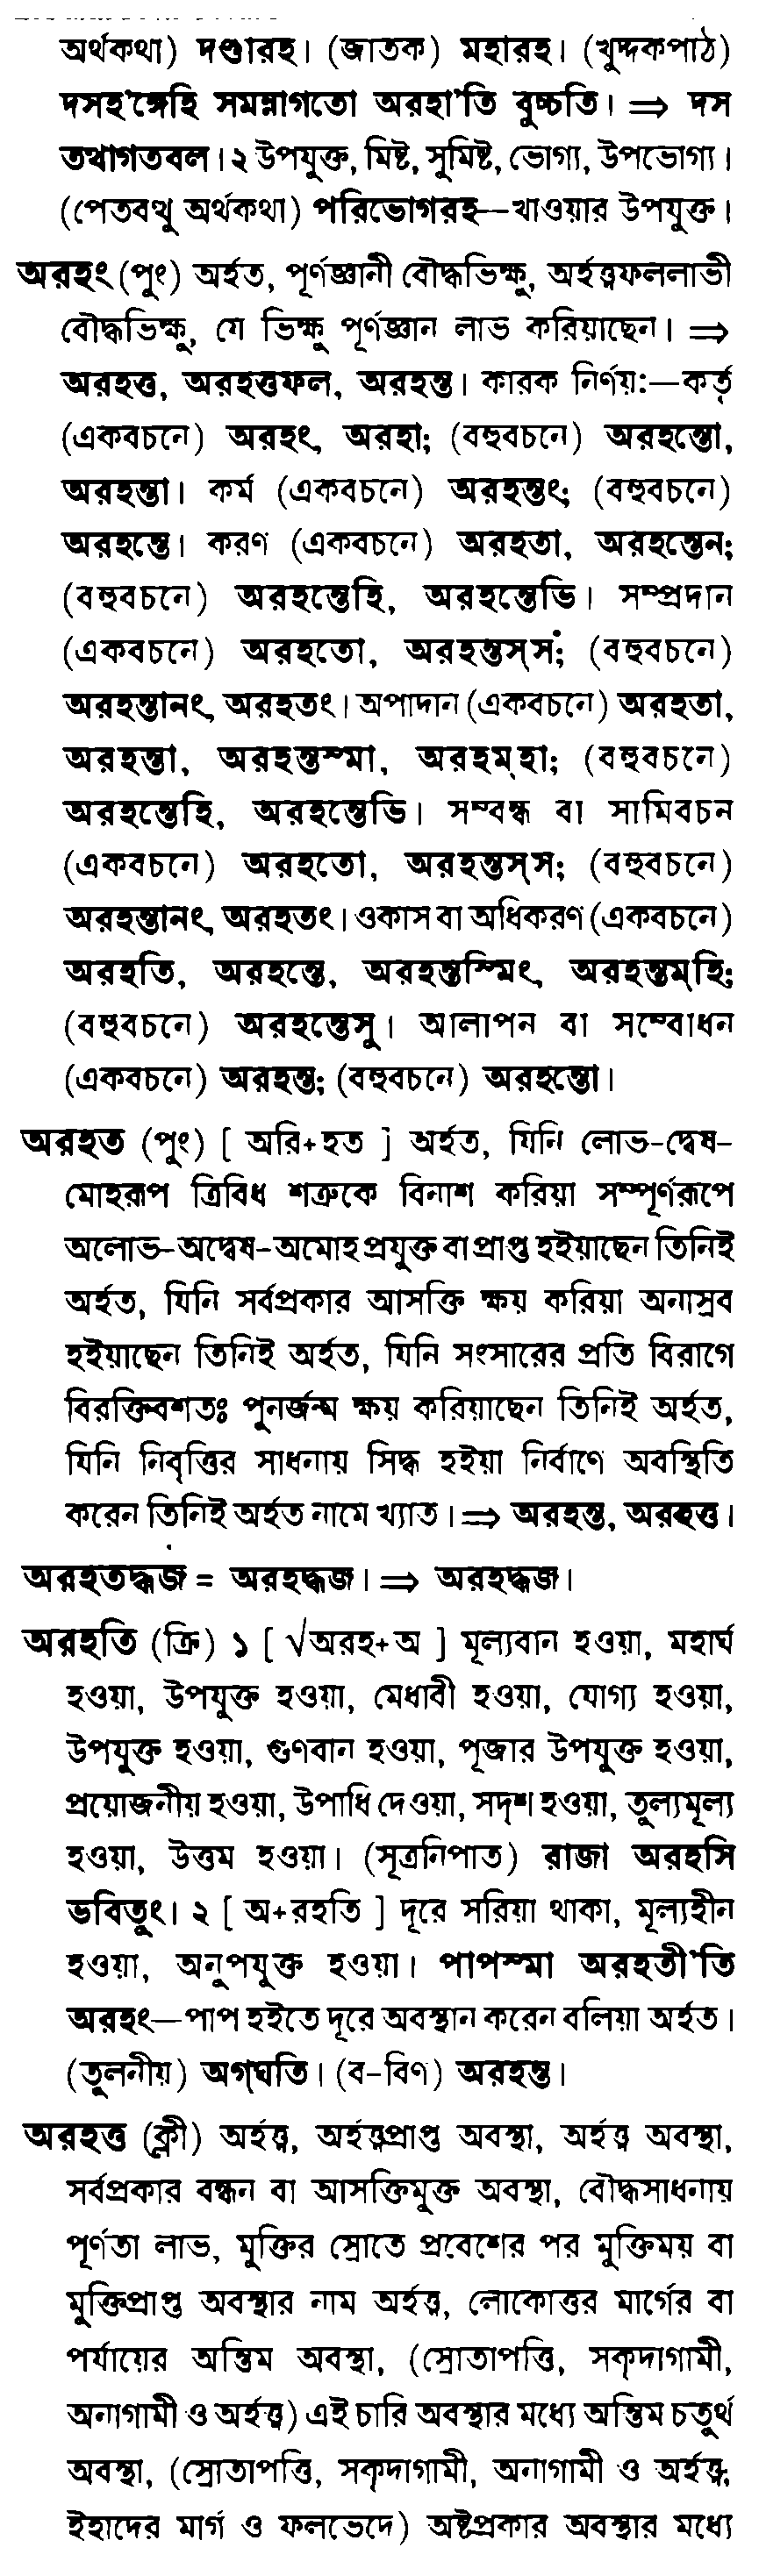 অর্থকথা) দণ্ডারহ। (জাতক) মহারহ। (খুদ্দকপাঠ)
দসহ'ঙ্গেহি সমন্নাগতো অরহা'তি বুচ্চতি। ⇒ দস
তথাগতবল। ২ উপযুক্ত, মিষ্ট, সুমিষ্ট, ভোগ্য, উপভোগ্য।
(পেতবত্থু অর্থকথা) পরিভোগরহ—খাওয়ার উপযুক্ত।
অরহং (পুং) অর্হত, পূর্ণজ্ঞানী বৌদ্ধভিক্ষু, অর্হত্ত্বফললাভী
বৌদ্ধভিক্ষু, যে ভিক্ষু পূর্ণজ্ঞান লাভ করিয়াছেন। ⇒
অরহত্ত, অরহত্তফল, অরহন্ত। কারক নির্ণয়:—কর্তৃ
(একবচনে) অরহং, অরহা; (বহুবচনে) অরহন্তো,
অরহন্তা। কর্ম (একবচনে) অরহন্তং; (বহুবচনে)
অরহন্তে। করণ (একবচনে) অরহতা, অরহন্তেন;
(বহুবচনে) অরহন্তেহি, অরহন্তেভি। সম্প্রদান
(একবচনে) অরহতো, অরহন্তস্স; (বহুবচনে)
অরহন্তানং, অরহতং। অপাদান (একবচনে) অরহতা,
অরহন্তা, অরহন্তস্মা, অরহম্হা; (বহুবচনে)
অরহন্তেহি, অরহন্তেভি। সম্বন্ধ বা সামিবচন
(একবচনে) অরহতো, অরহন্তস্স; (বহুবচনে)
অরহন্তানং, অরহতং। ওকাস বা অধিকরণ (একবচনে)
অরহতি, অরহন্তে, অরহন্তস্মিং, অরহন্তম্হি;
(বহুবচনে) অরহন্তেসু। আলাপন বা সম্বোধন
(একবচনে) অরহন্ত; (বহুবচনে) অরহন্তো।
অরহত (পুং) [ অরি+হত ] অর্হত, যিনি লোভ-দ্বেষ-
মোহরূপ ত্রিবিধ শত্রুকে বিনাশ করিয়া সম্পূর্ণরূপে
অলোভ-অদ্বেষ-অমোহ প্রযুক্ত বা প্রাপ্ত হইয়াছেন তিনিই
অর্হত, যিনি সর্বপ্রকার আসক্তি ক্ষয় করিয়া অনাস্রব
হইয়াছেন তিনিই অর্হত, যিনি সংসারের প্রতি বিরাগে
বিরক্তিবশতঃ পুনর্জন্ম ক্ষয় করিয়াছেন তিনিই অর্হত,
যিনি নিবৃত্তির সাধনায় সিদ্ধ হইয়া নির্বাণে অবস্থিতি
করেন তিনিই অর্হত নামে খ্যাত। ⇒ অরহন্ত, অরহত্ত।
অরহতদ্ধজ = অরহদ্ধজ। ⇒ অরহদ্ধজ।
অরহতি (ক্রি) ১ [ √অরহ+অ ] মূল্যবান হওয়া, মহার্ঘ
হওয়া, উপযুক্ত হওয়া, মেধাবী হওয়া, যোগ্য হওয়া,
উপযুক্ত হওয়া, গুণবান হওয়া, পূজার উপযুক্ত হওয়া,
প্রয়োজনীয় হওয়া, উপাধি দেওয়া, সদৃশ হওয়া, তুল্যমূল্য
হওয়া, উত্তম হওয়া। (সূত্রনিপাত) রাজা অরহসি
ভবিতুং। ২ [ অ+রহতি ] দূরে সরিয়া থাকা, মূল্যহীন
হওয়া, অনুপযুক্ত হওয়া। পাপস্মা অরহতী'তি
অরহং—পাপ হইতে দূরে অবস্থান করেন বলিয়া অর্হত।
(তুলনীয়) অগ্ঘতি। (ব-বিণ) অরহন্ত।
অরহত্ত (ক্লী) অর্হত্ত্ব, অর্হত্ত্বপ্রাপ্ত অবস্থা, অর্হত্ত্ব অবস্থা,
সর্বপ্রকার বন্ধন বা আসক্তিমুক্ত অবস্থা, বৌদ্ধসাধনায়
পূর্ণতা লাভ, মুক্তির স্রোতে প্রবেশের পর মুক্তিময় বা
মুক্তিপ্রাপ্ত অবস্থার নাম অর্হত্ত্ব, লোকোত্তর মার্গের বা
পর্যায়ের অন্তিম অবস্থা, (স্রোতাপত্তি, সকৃদাগামী,
অনাগামী ও অর্হত্ত্ব) এই চারি অবস্থার মধ্যে অন্তিম চতুর্থ
অবস্থা, (স্রোতাপত্তি, সকৃদাগামী, অনাগামী ও অর্হত্ত্ব,
ইহাদের মার্গ ও ফলভেদে) অষ্টপ্রকার অবস্থার মধ্যে